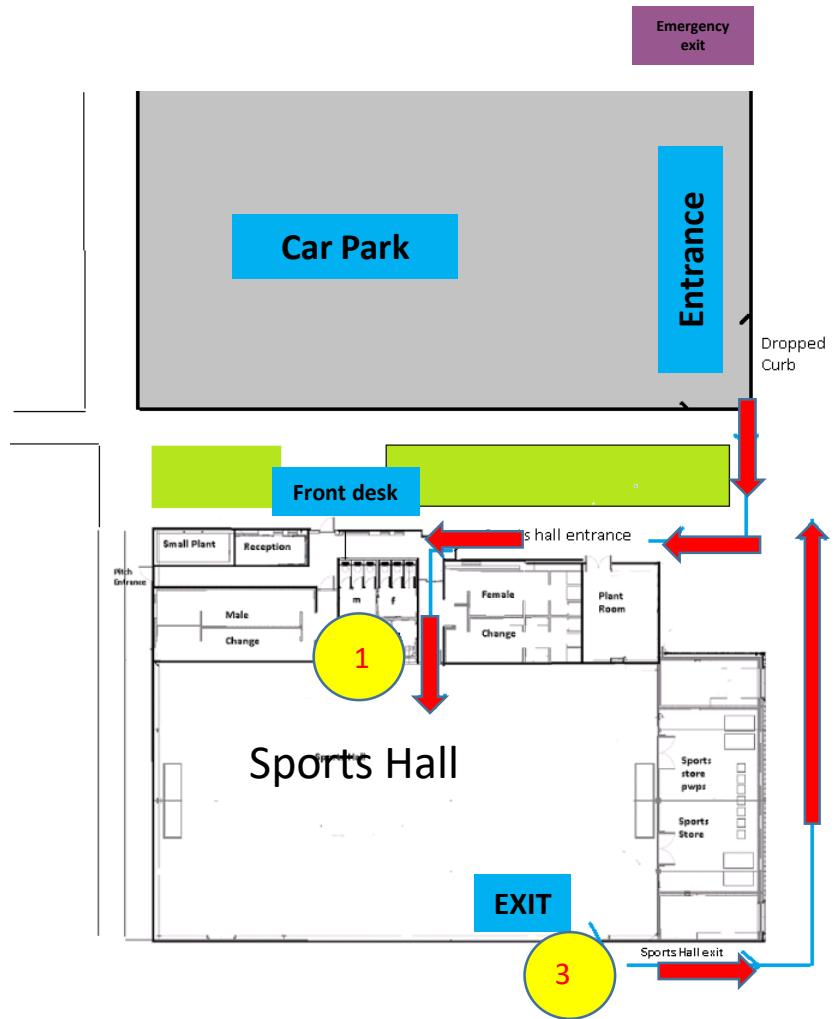 Emergency
exit
Car Park
Entrance
Dropped
Curb
Front desk
Sports hall entrance
Small Plant
Reception
Pitch
Entrance
m
f
Female
Plant
Room
Male
Change
Change
1
Sports Hall
Sports
store
pwps
Sports
Store
EXIT
Sports Hall exit
3